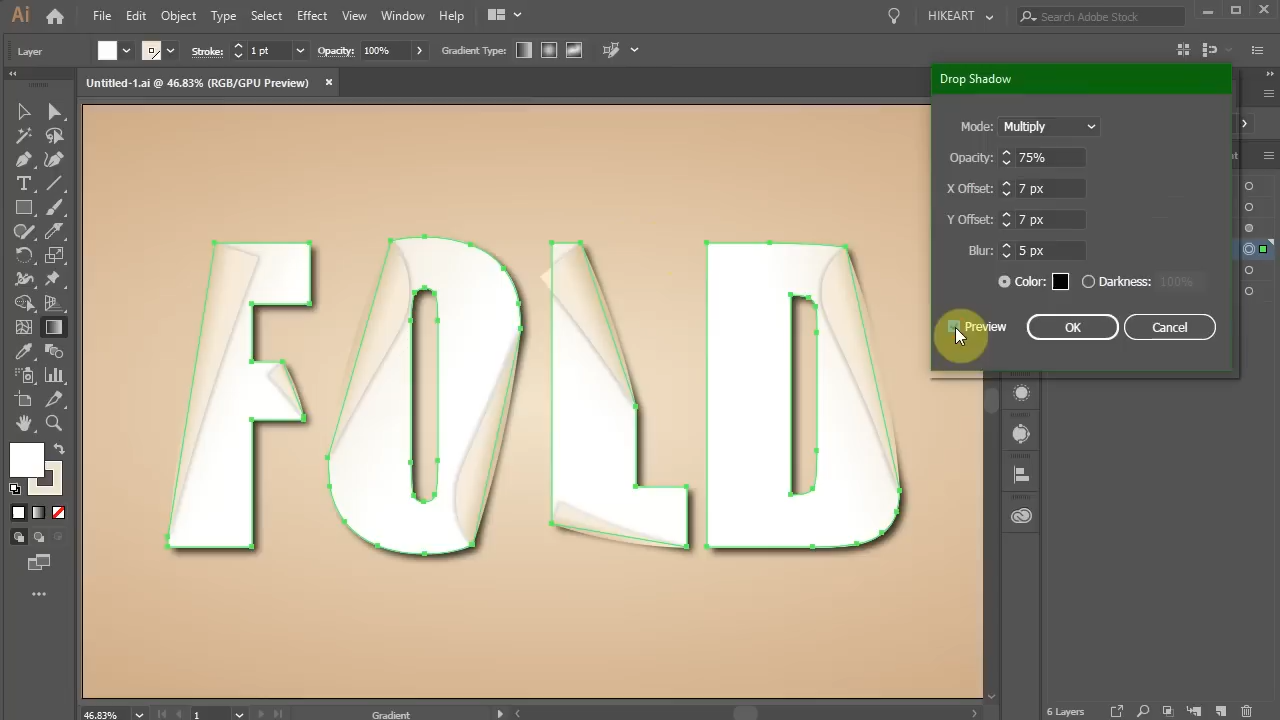 Ai File Edit Object Type Select Effect View Window Help HIKEART Search Adobe Stock
Layer Stroke: 1 pt Opacity: 100% Gradient Type:
Untitled-1.ai @ 46.83% (RGB/GPU Preview) ×
Drop Shadow
Mode: Multiply
Opacity: 75%
X Offset: 7 px
Y Offset: 7 px
Blur: 5 px
Color: Darkness: 100%
Preview OK Cancel
FOLD
46.83% 1 Gradient 6 Layers